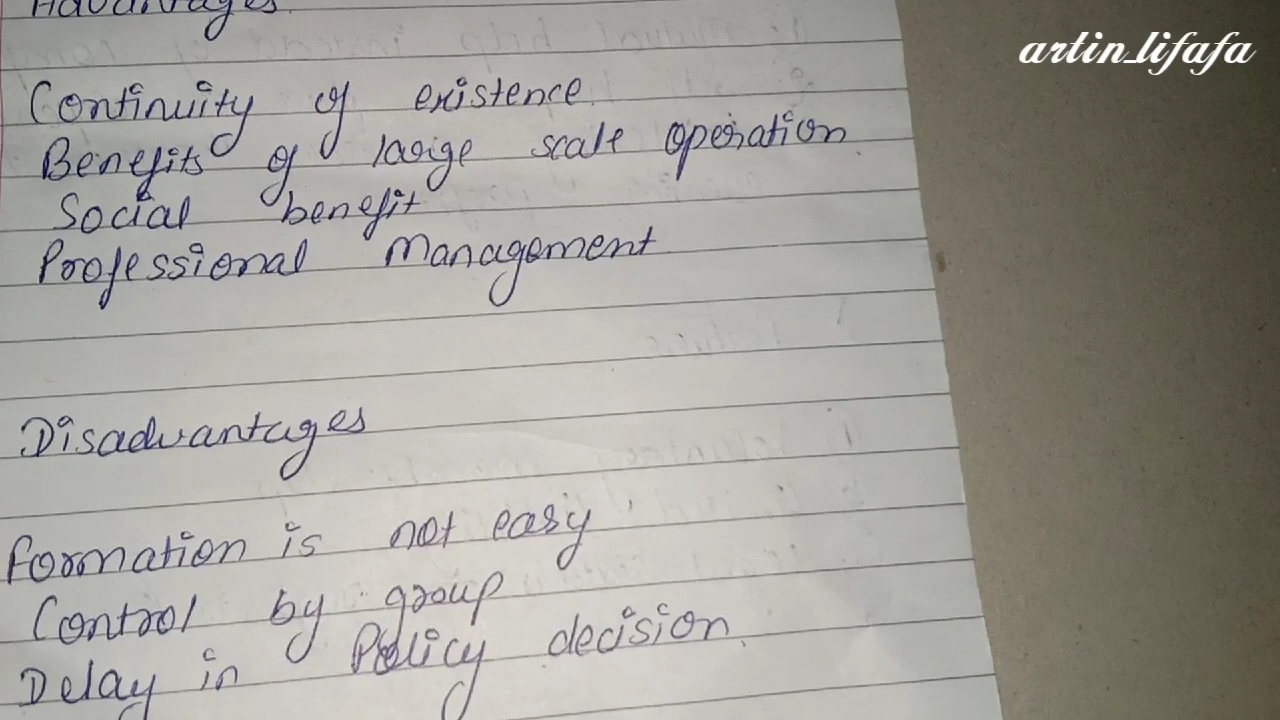 Advantages
artin_lifafa
Continuity of existence.
Benefits of large scale operation.
Social benefit
Professional Management
Disadvantages
Formation is not easy
Control by group
Delay in Policy decision.